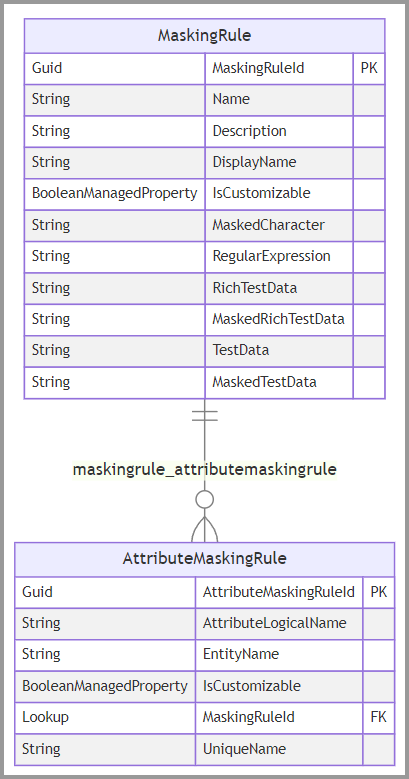 MaskingRule
Guid MaskingRuleId PK
String Name
String Description
String DisplayName
BooleanManagedProperty IsCustomizable
String MaskedCharacter
String RegularExpression
String RichTestData
String MaskedRichTestData
String TestData
String MaskedTestData
maskingrule_attributemaskingrule
AttributeMaskingRule
Guid AttributeMaskingRuleId PK
String AttributeLogicalName
String EntityName
BooleanManagedProperty IsCustomizable
Lookup MaskingRuleId FK
String UniqueName